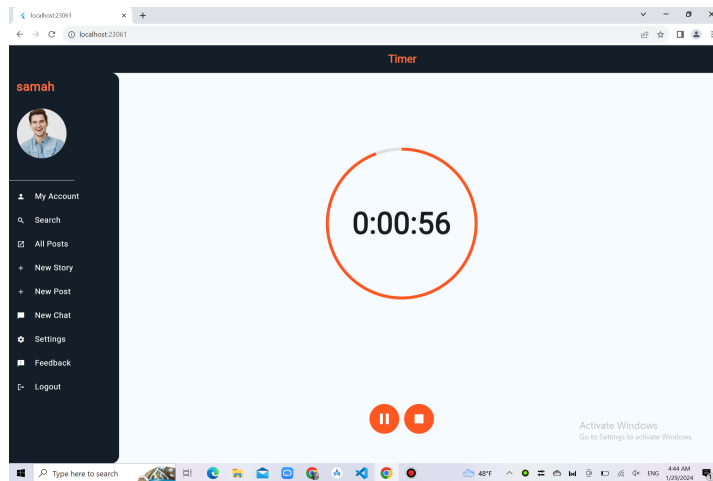 localhost:23061
localhost:23061
Timer
samah
My Account
Search
All Posts
New Story
New Post
New Chat
Settings
Feedback
Logout
0:00:56
Activate Windows
Go to Settings to activate Windows.
Type here to search
48°F
ENG
4:44 AM
1/29/2024